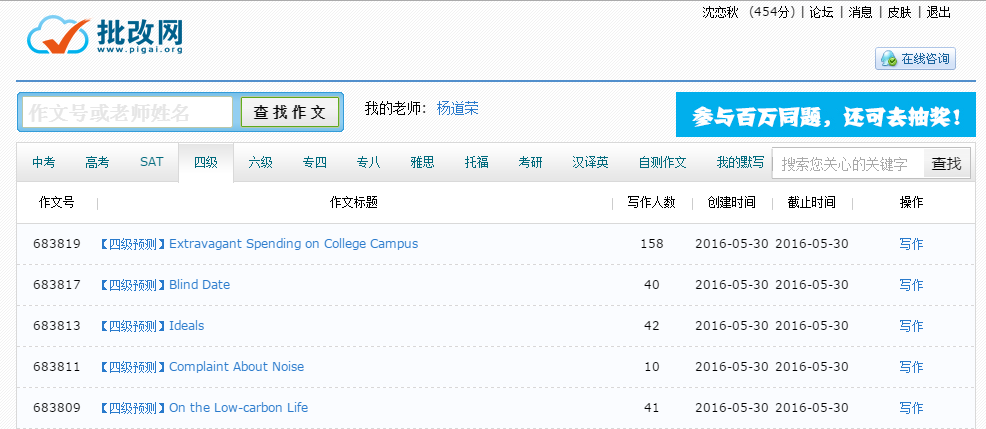 沈恋秋 （454分）| 论坛 | 消息 | 皮肤 | 退出
批改网
www.pigai.org
在线咨询
作文号或老师姓名 查找作文 我的老师：杨道荣
参与百万同题，还可去抽奖！
中考 高考 SAT 四级 六级 专四 专八 雅思 托福 考研 汉译英 自测作文 我的默写 搜索您关心的关键字 查找
作文号 作文标题 写作人数 创建时间 截止时间 操作
683819 【四级预测】Extravagant Spending on College Campus 158 2016-05-30 2016-05-30 写作
683817 【四级预测】Blind Date 40 2016-05-30 2016-05-30 写作
683813 【四级预测】Ideals 42 2016-05-30 2016-05-30 写作
683811 【四级预测】Complaint About Noise 10 2016-05-30 2016-05-30 写作
683809 【四级预测】On the Low-carbon Life 41 2016-05-30 2016-05-30 写作